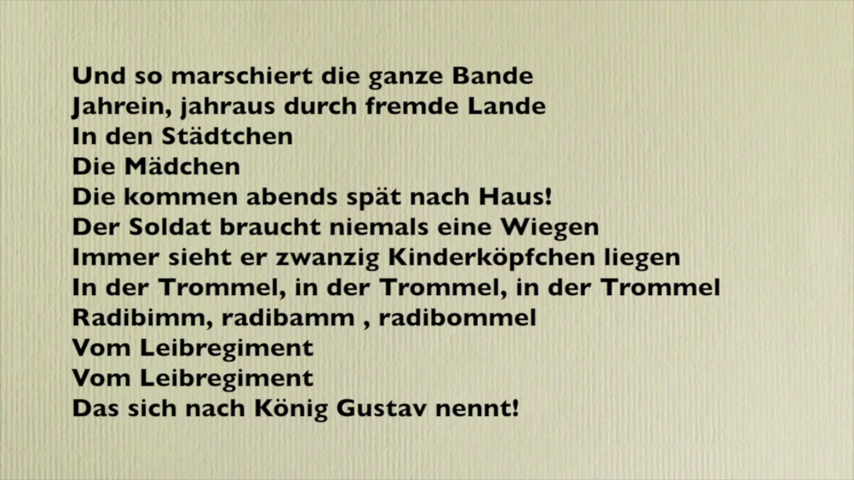 Und so marschiert die ganze Bande
Jahrein, jahraus durch fremde Lande
In den Städtchen
Die Mädchen
Die kommen abends spät nach Haus!
Der Soldat braucht niemals eine Wiegen
Immer sieht er zwanzig Kinderköpfchen liegen
In der Trommel, in der Trommel, in der Trommel
Radibimm, radibamm , radibommel
Vom Leibregiment
Vom Leibregiment
Das sich nach König Gustav nennt!